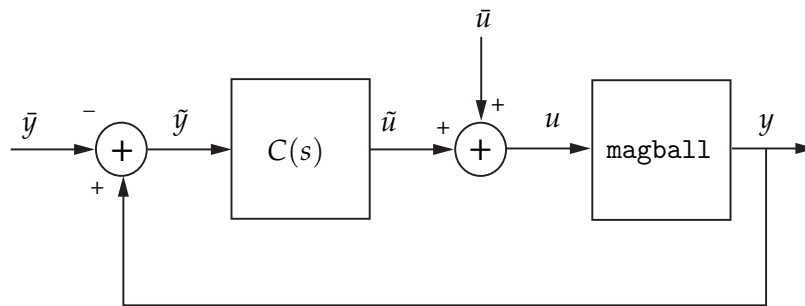 ū
ȳ
−
ỹ
ũ
+
+
u
y
+
C(s)
+
magball
+